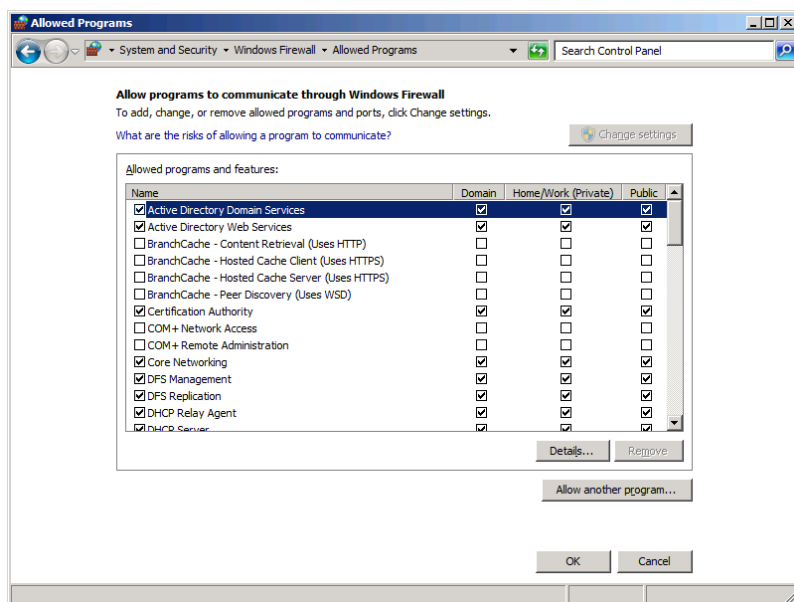 Allowed Programs
System and Security Windows Firewall Allowed Programs Search Control Panel
Allow programs to communicate through Windows Firewall
To add, change, or remove allowed programs and ports, click Change settings.
What are the risks of allowing a program to communicate? Change settings
Allowed programs and features:
Name Domain Home/Work (Private) Public
Active Directory Domain Services
Active Directory Web Services
BranchCache - Content Retrieval (Uses HTTP)
BranchCache - Hosted Cache Client (Uses HTTPS)
BranchCache - Hosted Cache Server (Uses HTTPS)
BranchCache - Peer Discovery (Uses WSD)
Certification Authority
COM+ Network Access
COM+ Remote Administration
Core Networking
DFS Management
DFS Replication
DHCP Relay Agent
DHCP Server
Details... Remove
Allow another program...
OK Cancel